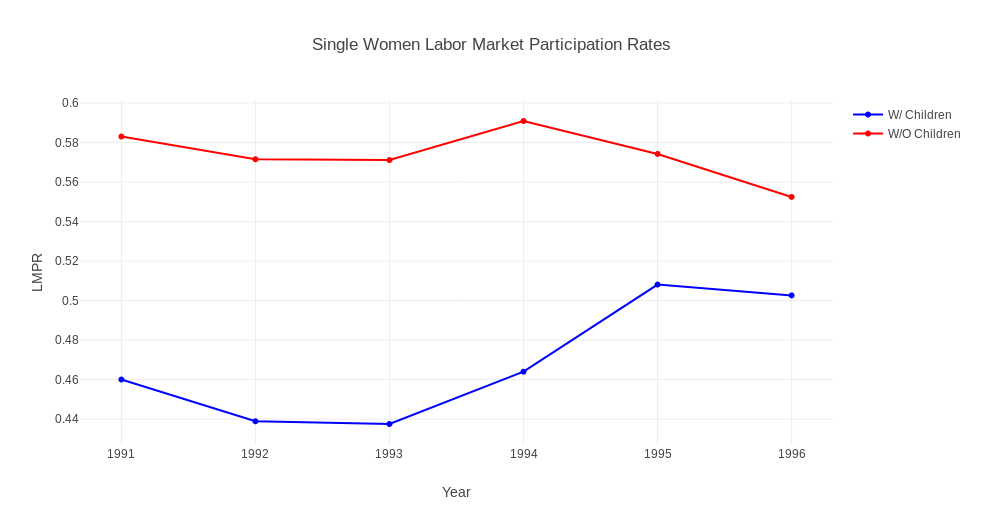 Single Women Labor Market Participation Rates
W/ Children
W/O Children
LMPR
0.6
0.58
0.56
0.54
0.52
0.5
0.48
0.46
0.44
1991 1992 1993 1994 1995 1996
Year